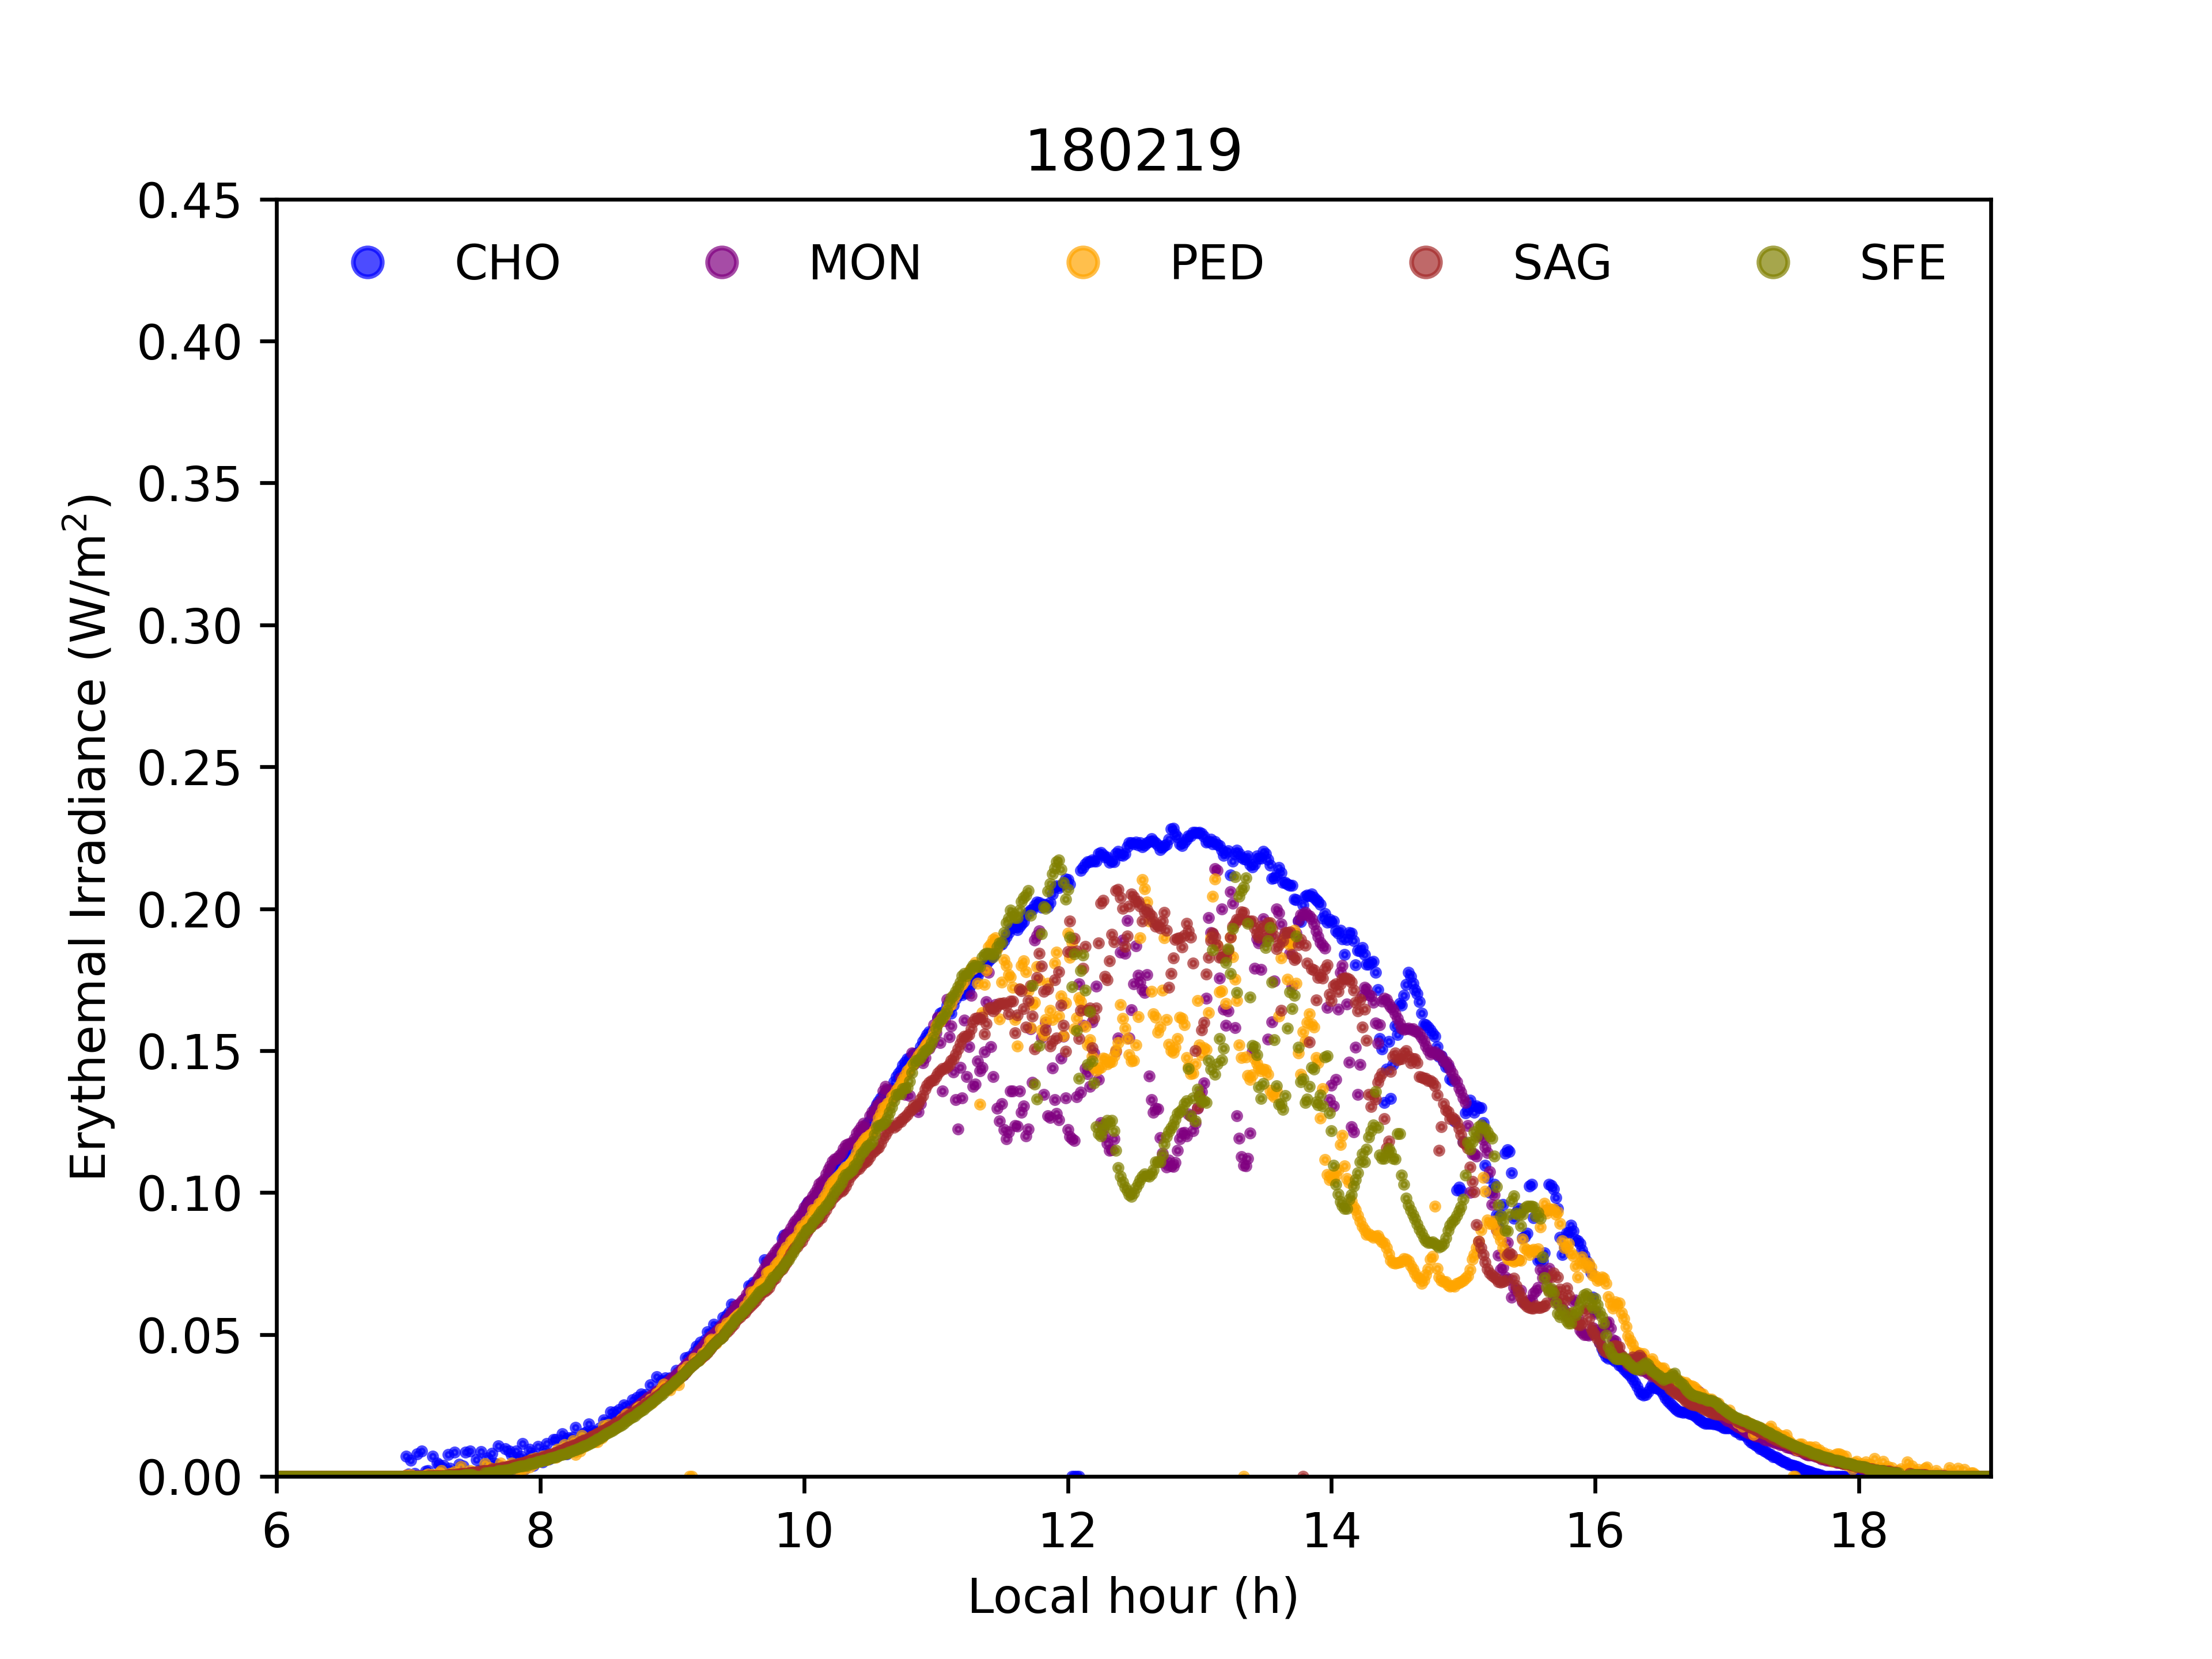 180219
CHO MON PED SAG SFE
0.45
0.40
0.35
0.30
0.25
0.20
0.15
0.10
0.05
0.00
Erythemal Irradiance (W/m²)
6 8 10 12 14 16 18
Local hour (h)